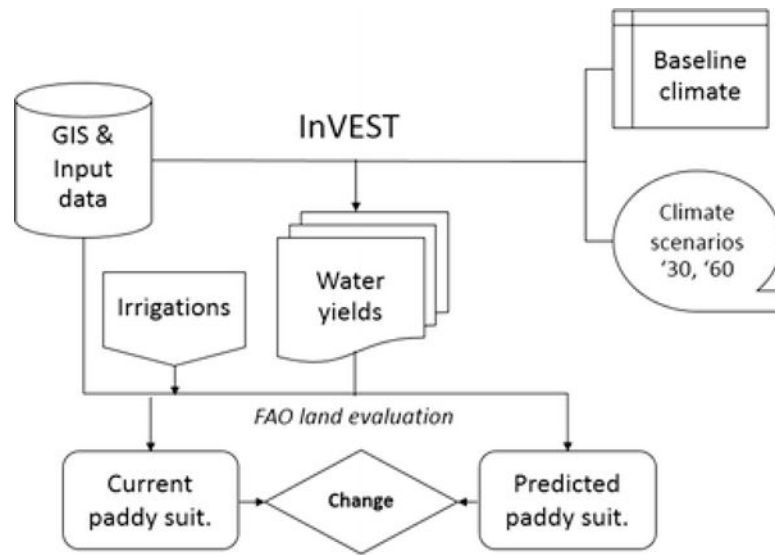 Baseline
climate
GIS &
Input
data
InVEST
Climate
scenarios
‘30, ‘60
Irrigations
Water
yields
FAO land evaluation
Current
paddy suit.
Change
Predicted
paddy suit.